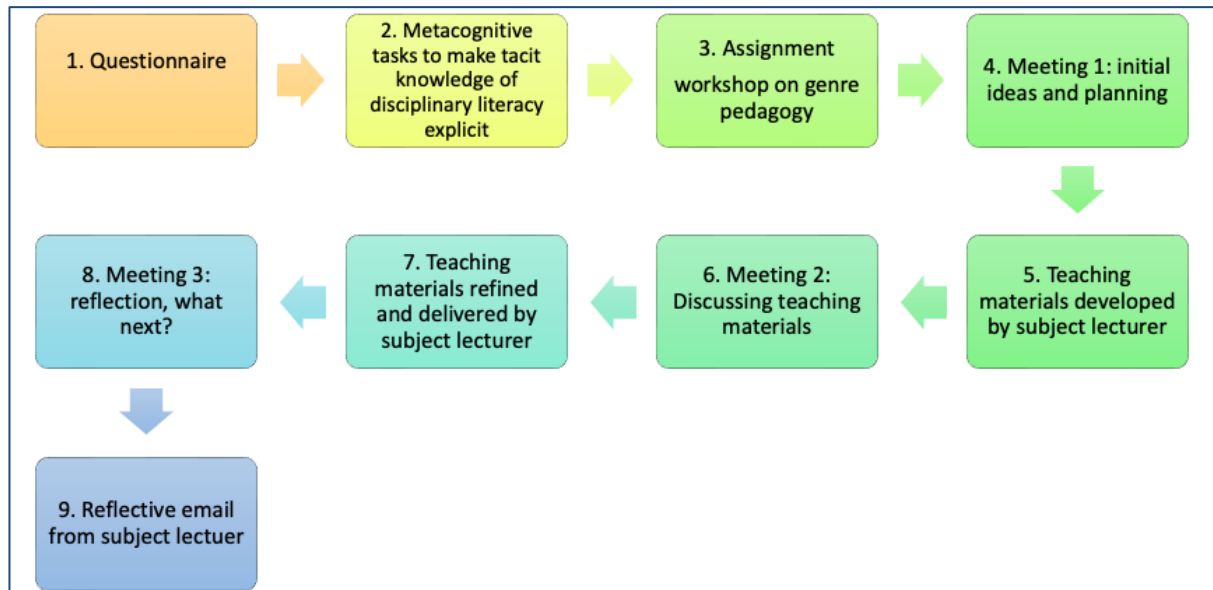 1. Questionnaire
2. Metacognitive
tasks to make tacit
knowledge of
disciplinary literacy
explicit
3. Assignment
workshop on genre
pedagogy
4. Meeting 1: initial
ideas and planning
5. Teaching
materials developed
by subject lecturer
6. Meeting 2:
Discussing teaching
materials
7. Teaching
materials refined
and delivered by
subject lecturer
8. Meeting 3:
reflection, what
next?
9. Reflective email
from subject lectuer